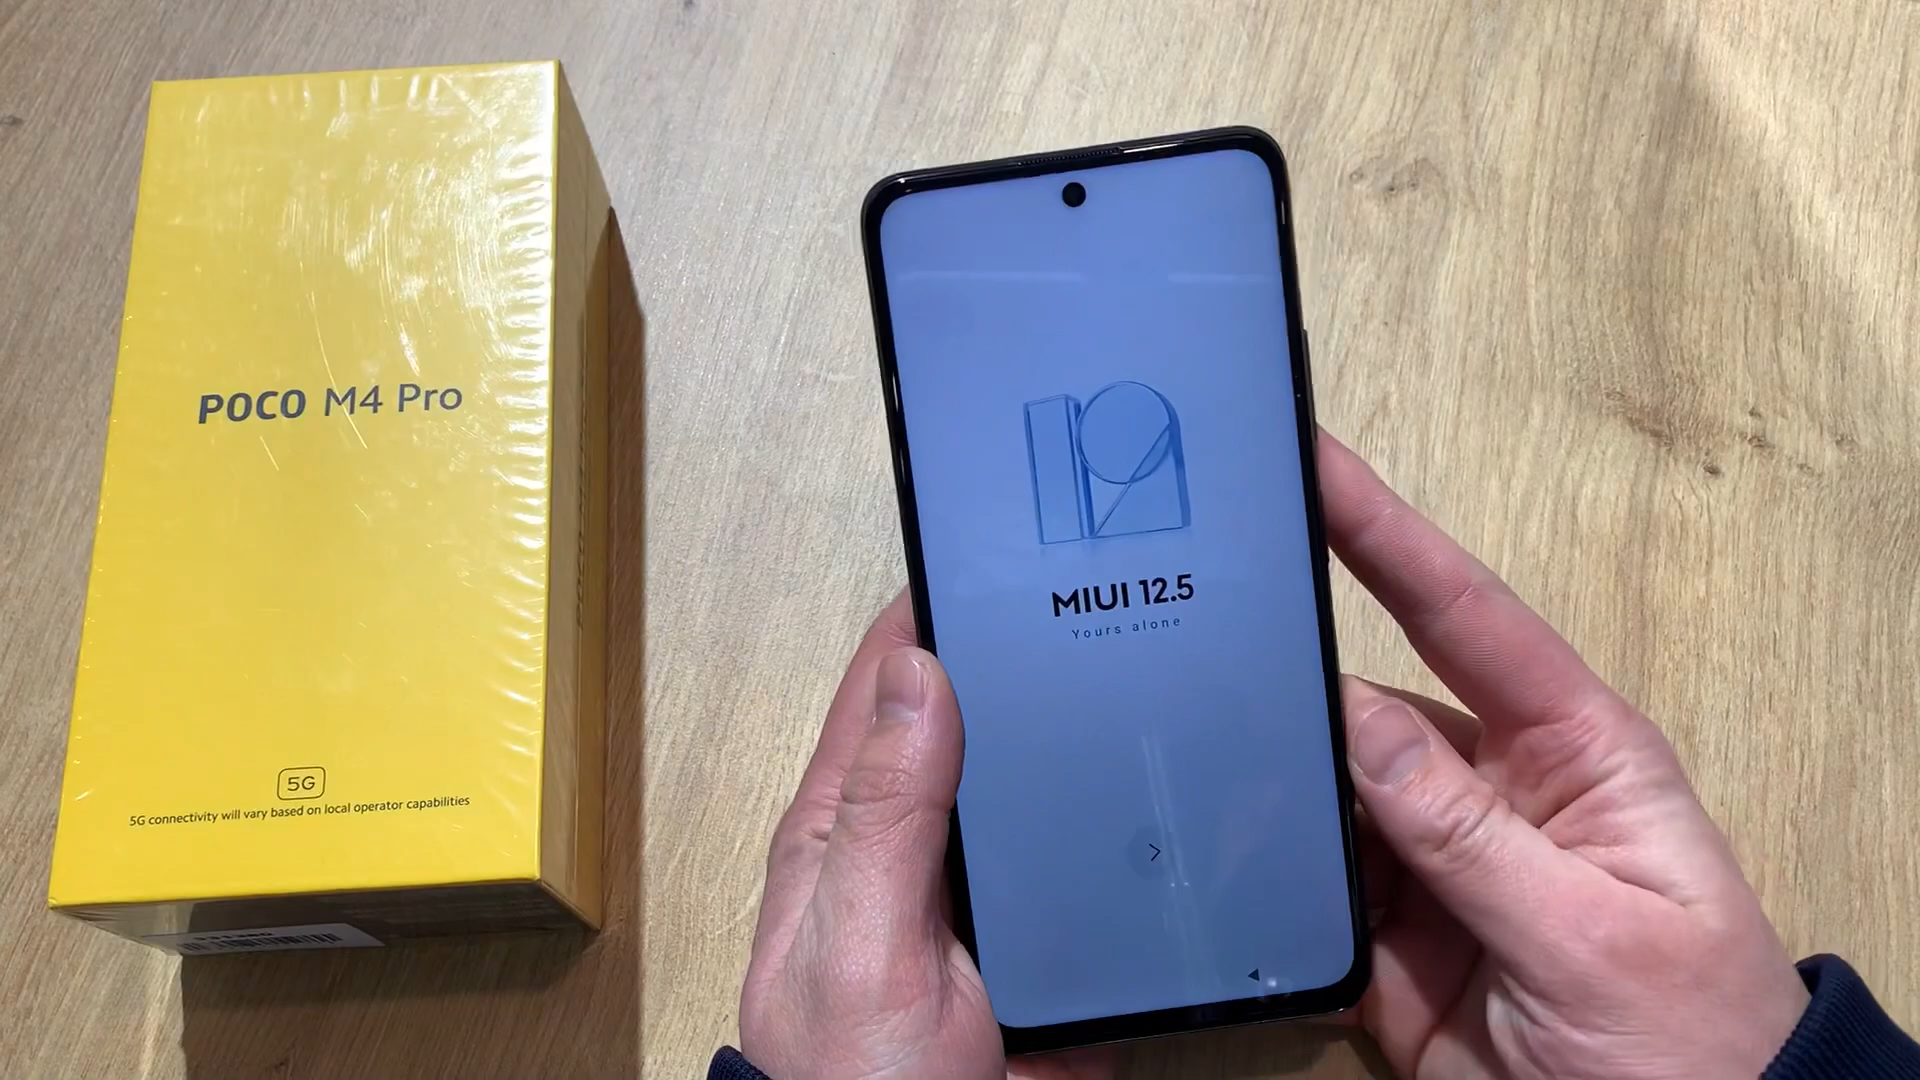 POCO M4 Pro
5G
5G connectivity will vary based on local operator capabilities
MIUI 12.5
Yours alone